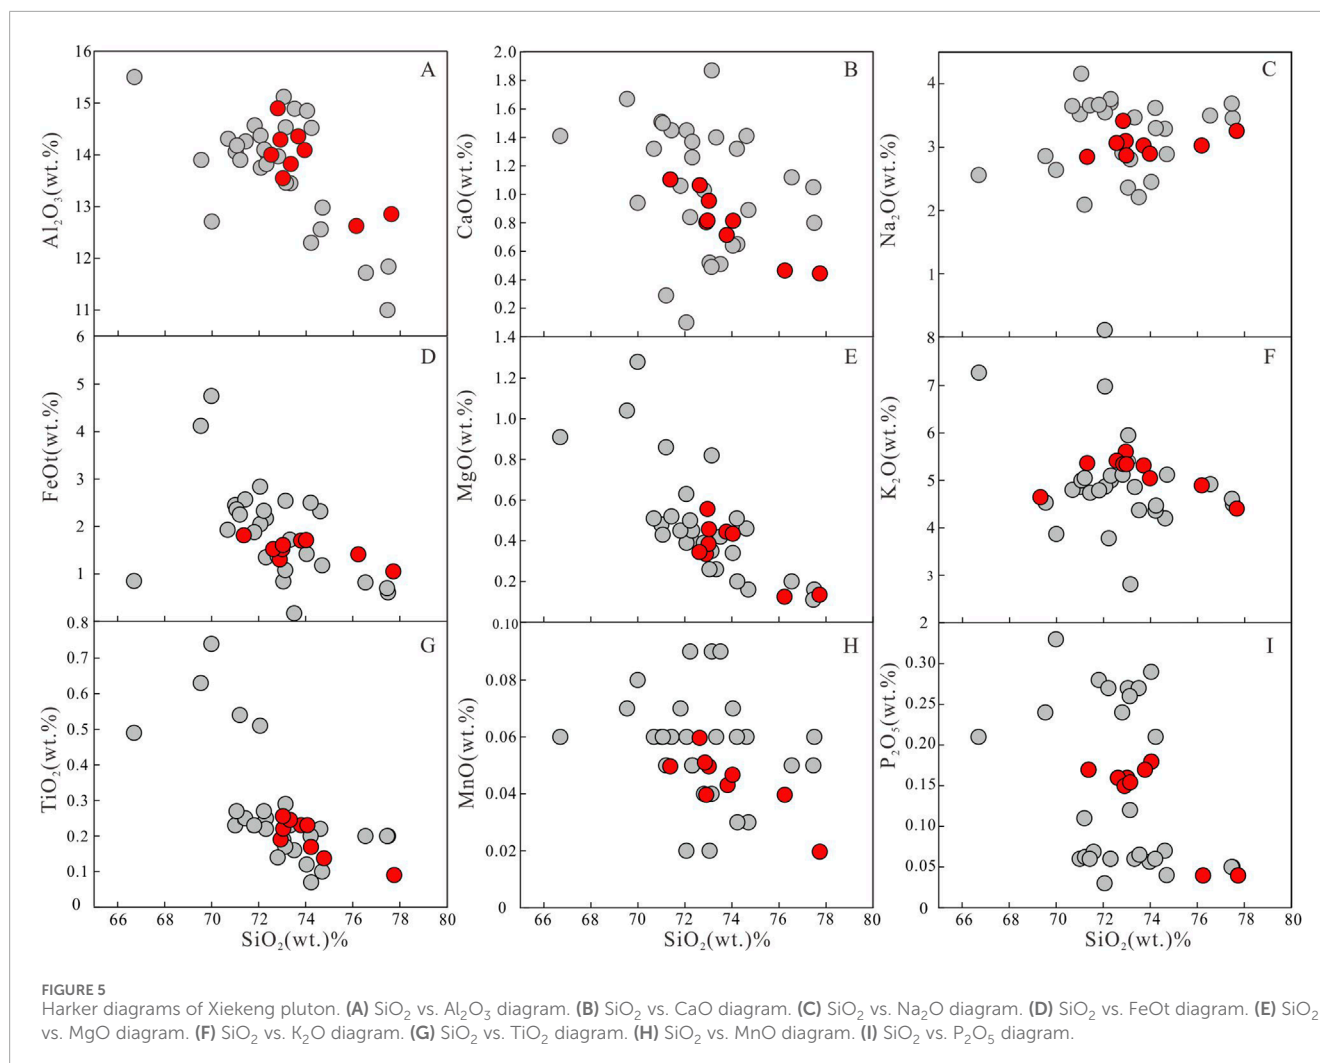 16
15
14
13
12
11
6
Al₂O₃(wt.%)
A
2.0
1.8
1.6
1.4
1.2
1.0
0.8
0.6
0.4
0.2
1.4
CaO(wt.%)
B
4
3
2
1
8
Na₂O(wt.%)
C
5
4
3
2
1
0.8
FeOt(wt.%)
D
1.2
1.0
0.8
0.6
0.4
0.2
0.10
MgO(wt.%)
E
7
6
5
4
3
2
K₂O(wt.%)
F
0.7
0.6
0.5
0.4
0.3
0.2
0.1
0
TiO₂(wt.%)
G
66 68 70 72 74 76 78 80
SiO₂(wt.)%
0.08
0.06
0.04
0.02
0
MnO(wt.%)
H
66 68 70 72 74 76 78 80
SiO₂(wt.)%
0.30
0.25
0.20
0.15
0.10
0.05
0
P₂O₅(wt.%)
I
66 68 70 72 74 76 78 80
SiO₂(wt.)%
FIGURE 5
Harker diagrams of Xiekeng pluton. (A) SiO₂ vs. Al₂O₃ diagram. (B) SiO₂ vs. CaO diagram. (C) SiO₂ vs. Na₂O diagram. (D) SiO₂ vs. FeOt diagram. (E) SiO₂
vs. MgO diagram. (F) SiO₂ vs. K₂O diagram. (G) SiO₂ vs. TiO₂ diagram. (H) SiO₂ vs. MnO diagram. (I) SiO₂ vs. P₂O₅ diagram.